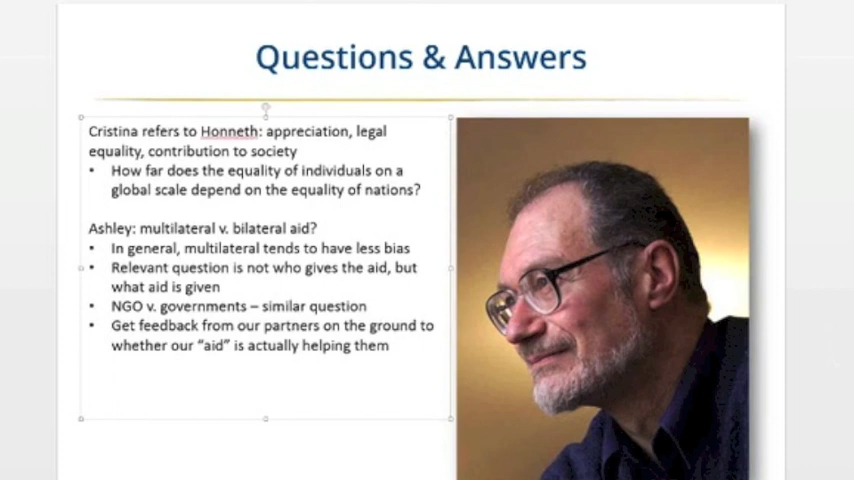 Questions & Answers
Cristina refers to Honneth: appreciation, legal
equality, contribution to society
• How far does the equality of individuals on a
global scale depend on the equality of nations?
Ashley: multilateral v. bilateral aid?
• In general, multilateral tends to have less bias
• Relevant question is not who gives the aid, but
what aid is given
• NGO v. governments – similar question
• Get feedback from our partners on the ground to
whether our “aid” is actually helping them